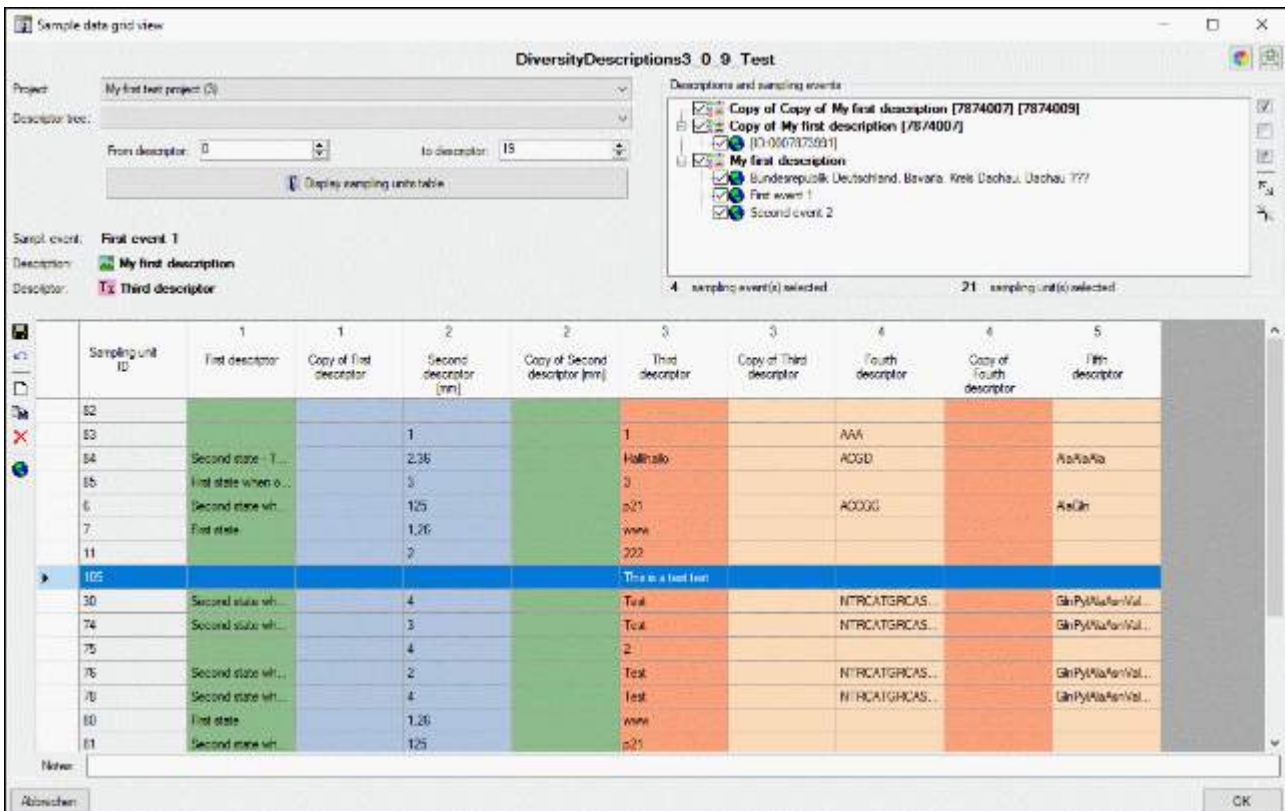 Sample data grid view
DiversityDescriptions3_0_9_Test
Project: My first test project (3)
Descriptor tree:
From descriptor: 0 to descriptor: 19
Display sampling units table
Descriptions and sampling events
Copy of Copy of My first description [7874007] [7874009]
Copy of My first description [7874007]
[ID:0007873991]
My first description
Bundesrepublik Deutschland, Bavaria, Kreis Dachau, Dachau ???
First event 1
Second event 2
4 sampling event(s) selected 21 sampling unit(s) selected
Sampl. event: First event 1
Description: My first description
Descriptor: Tx Third descriptor
1 1 2 2 3 3 4 4 5
Sampling unit ID First descriptor Copy of First descriptor Second descriptor [mm] Copy of Second descriptor [mm] Third descriptor Copy of Third descriptor Fourth descriptor Copy of Fourth descriptor Fifth descriptor
82
83 1 1 AAA
84 Second state - T... 2,36 Hallihallo ACGD AlaAlaAla
85 First state when o... 3 3
6 Second state wh... 125 p21 ACCGG AlaGln
7 First state 1,26 www
11 2 222
105 This is a test text
30 Second state wh... 4 Test NTRCATGRCAS... GlnPylAlaAsnVal...
74 Second state wh... 3 Test NTRCATGRCAS... GlnPylAlaAsnVal...
75 4 2
76 Second state wh... 2 Test NTRCATGRCAS... GlnPylAlaAsnVal...
78 Second state wh... 4 Test NTRCATGRCAS... GlnPylAlaAsnVal...
80 First state 1,26 www
81 Second state wh... 125 p21
Notes:
Abbrechen OK